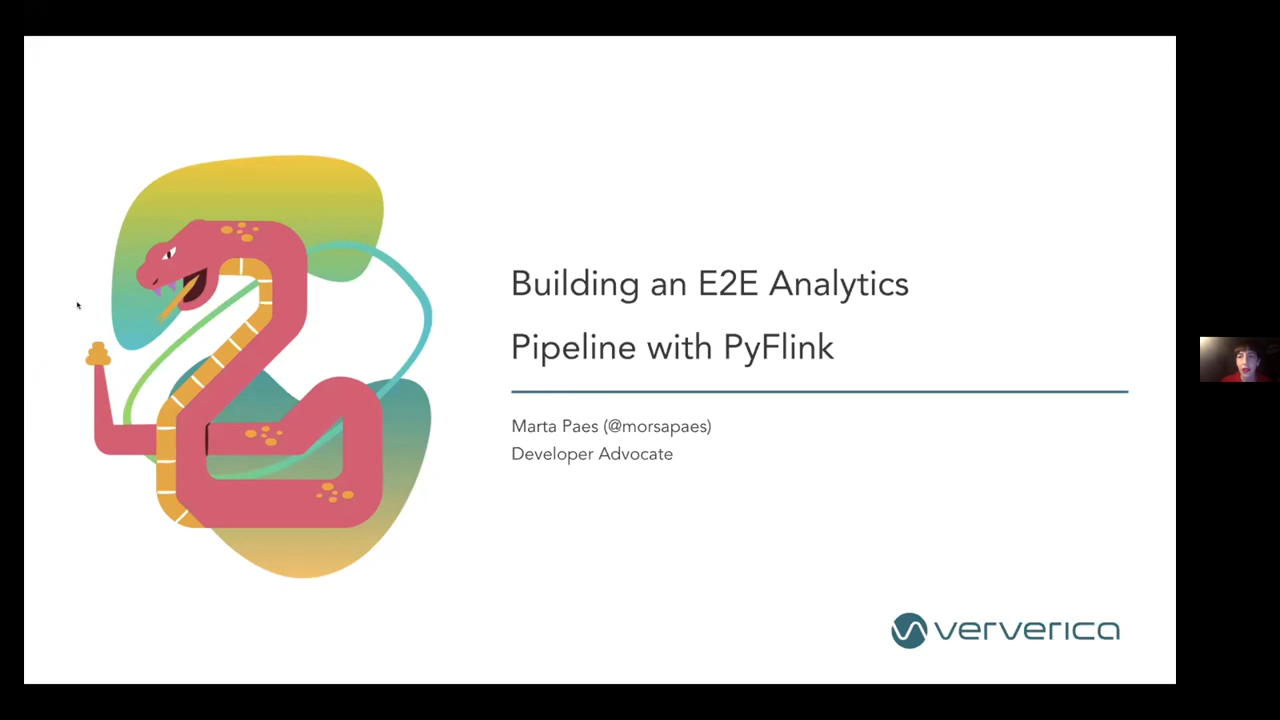 Building an E2E Analytics
Pipeline with PyFlink
Marta Paes (@morsapaes)
Developer Advocate
ververica